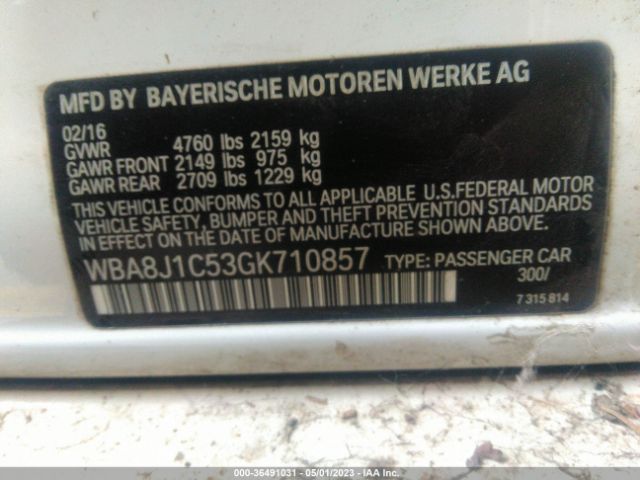 MFD BY BAYERISCHE MOTOREN WERKE AG
02/16
GVWR 4760 lbs 2159 kg
GAWR FRONT 2149 lbs 975 kg
GAWR REAR 2709 lbs 1229 kg
THIS VEHICLE CONFORMS TO ALL APPLICABLE U.S.FEDERAL MOTOR
VEHICLE SAFETY, BUMPER AND THEFT PREVENTION STANDARDS
IN EFFECT ON THE DATE OF MANUFACTURE SHOWN ABOVE.
WBA8J1C53GK710857 TYPE: PASSENGER CAR
300/
7 315 814
000-36491031 - 05/01/2023 - IAA Inc.